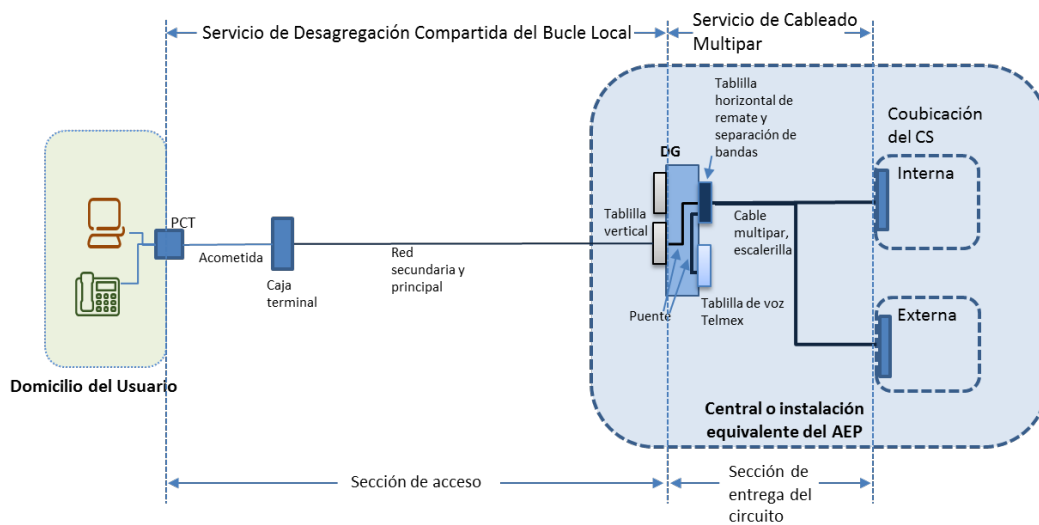 Servicio de Desagregación Compartida del Bucle Local
Servicio de Cableado
Multipar
Tablilla
horizontal de
remate y
separación de
bandas
Coubicación
del CS
DG
Interna
PCT
Tablilla
vertical
Cable
multipar,
escalerilla
Acometida
Red
secundaria y
principal
Caja
terminal
Puente
Tablilla de voz
Telmex
Externa
Domicilio del Usuario
Central o instalación
equivalente del AEP
Sección de acceso
Sección de
entrega del
circuito